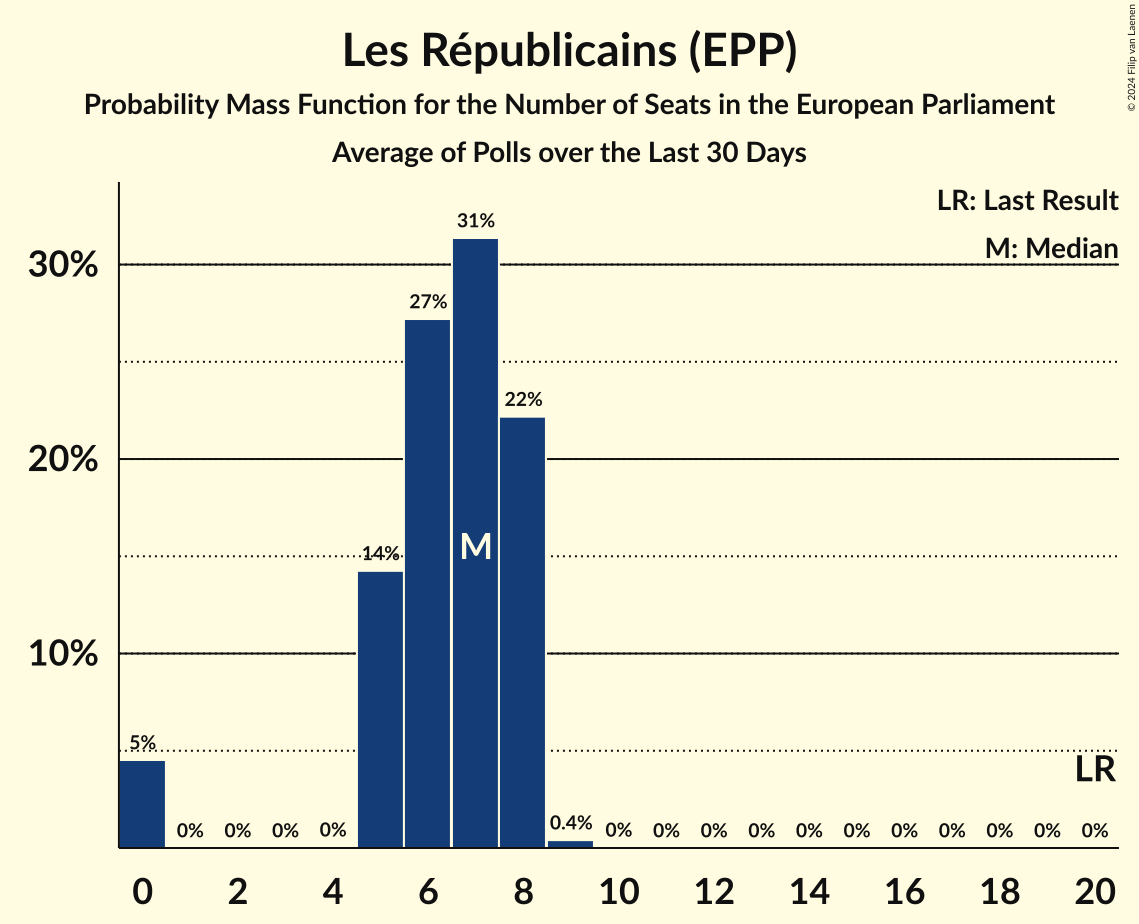 Les Républicains (EPP)
Probability Mass Function for the Number of Seats in the European Parliament
Average of Polls over the Last 30 Days
© 2024 Filip van Laenen
LR: Last Result
M: Median
31%
30%
27%
22%
20%
M
14%
10%
5%
LR
0% 0% 0% 0% 0.4% 0% 0% 0% 0% 0% 0% 0% 0% 0% 0% 0%
0 2 4 6 8 10 12 14 16 18 20